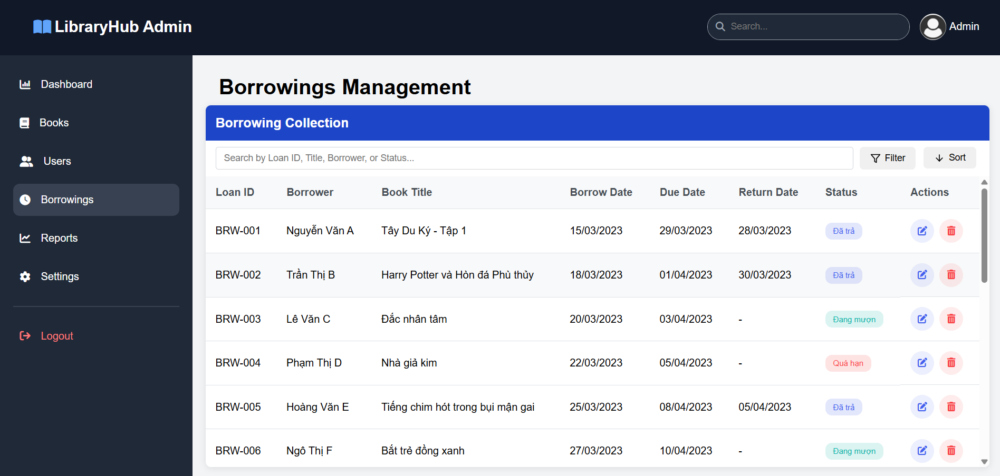 LibraryHub Admin
Search...
Admin
Dashboard
Books
Users
Borrowings
Reports
Settings
Logout
Borrowings Management
Borrowing Collection
Search by Loan ID, Title, Borrower, or Status...
Filter
Sort
Loan ID Borrower Book Title Borrow Date Due Date Return Date Status Actions
BRW-001 Nguyễn Văn A Tây Du Ký - Tập 1 15/03/2023 29/03/2023 28/03/2023 Đã trả
BRW-002 Trần Thị B Harry Potter và Hòn đá Phù thủy 18/03/2023 01/04/2023 30/03/2023 Đã trả
BRW-003 Lê Văn C Đắc nhân tâm 20/03/2023 03/04/2023 - Đang mượn
BRW-004 Phạm Thị D Nhà giả kim 22/03/2023 05/04/2023 - Quá hạn
BRW-005 Hoàng Văn E Tiếng chim hót trong bụi mận gai 25/03/2023 08/04/2023 05/04/2023 Đã trả
BRW-006 Ngô Thị F Bắt trẻ đồng xanh 27/03/2023 10/04/2023 - Đang mượn